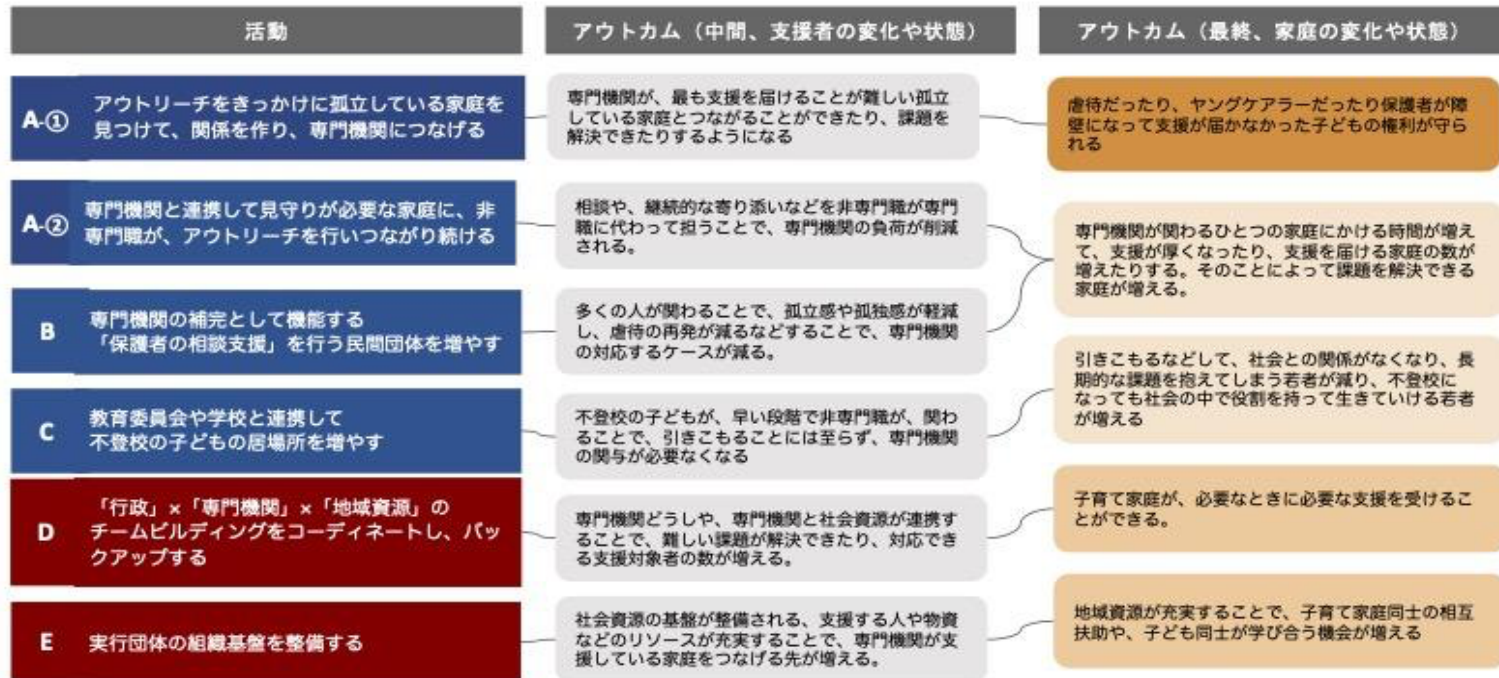 活動
アウトカム（中間、支援者の変化や状態）
アウトカム（最終、家庭の変化や状態）
A-①
アウトリーチをきっかけに孤立している家庭を
見つけて、関係を作り、専門機関につなげる
専門機関が、最も支援を届けることが難しい孤立
している家庭とつながることができたり、課題を
解決できたりするようになる
虐待だったり、ヤングケアラーだったり保護者が障
壁になって支援が届かなかった子どもの権利が守ら
れる
A-②
専門機関と連携して見守りが必要な家庭に、非
専門職が、アウトリーチを行いつながり続ける
相談や、継続的な寄り添いなどを非専門職が専門
職に代わって担うことで、専門機関の負荷が削減
される。
専門機関が関わるひとつの家庭にかける時間が増え
て、支援が厚くなったり、支援を届ける家庭の数が
増えたりする。そのことによって課題を解決できる
家庭が増える。
B
専門機関の補完として機能する
「保護者の相談支援」を行う民間団体を増やす
多くの人が関わることで、孤立感や孤独感が軽減
し、虐待の再発が減るなどすることで、専門機関
の対応するケースが減る。
C
教育委員会や学校と連携して
不登校の子どもの居場所を増やす
不登校の子どもが、早い段階で非専門職が、関わ
ることで、引きこもることには至らず、専門機関
の関与が必要なくなる
引きこもるなどして、社会との関係がなくなり、長
期的な課題を抱えてしまう若者が減り、不登校に
なっても社会の中で役割を持って生きていける若者
が増える
D
「行政」×「専門機関」×「地域資源」の
チームビルディングをコーディネートし、バッ
クアップする
専門機関どうしや、専門機関と社会資源が連携す
ることで、難しい課題が解決できたり、対応でき
る支援対象者の数が増える。
子育て家庭が、必要なときに必要な支援を受けるこ
とができる。
E
実行団体の組織基盤を整備する
社会資源の基盤が整備される、支援する人や物資
などのリソースが充実することで、専門機関が支
援している家庭をつなげる先が増える。
地域資源が充実することで、子育て家庭同士の相互
扶助や、子ども同士が学び合う機会が増える